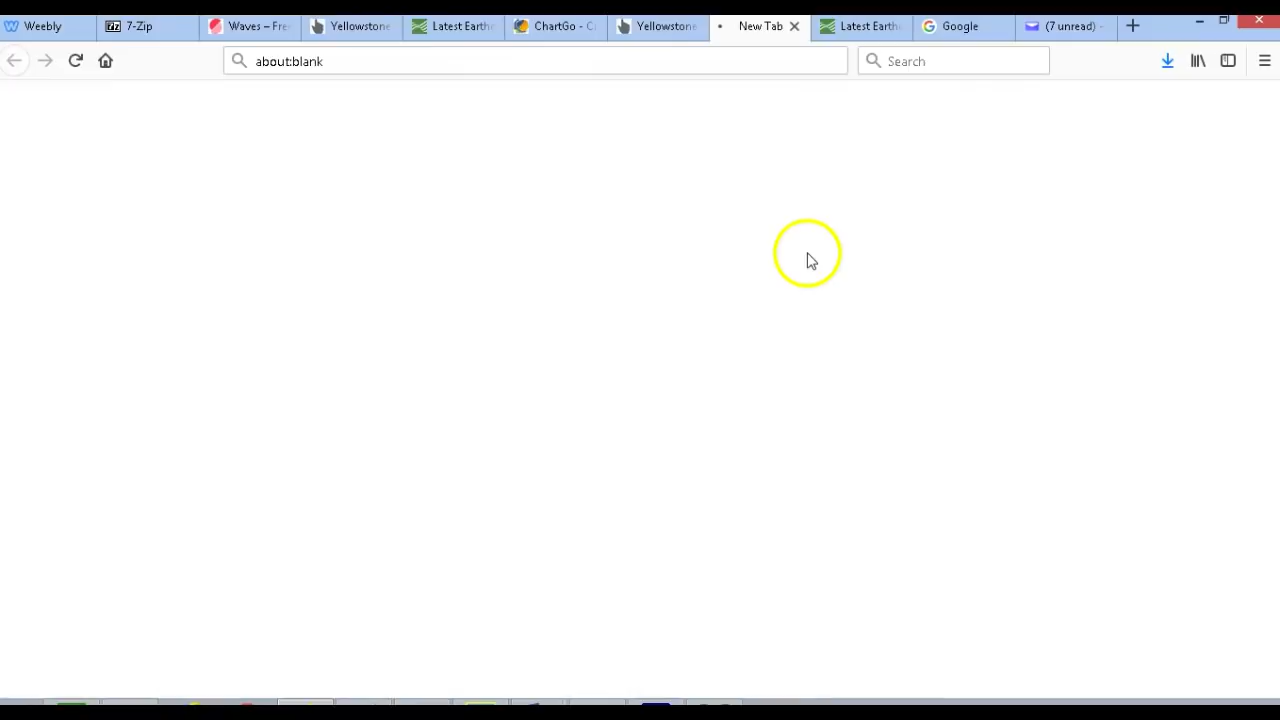 Weebly 7-Zip Waves – Fre Yellowstone Latest Earth ChartGo - C Yellowstone New Tab Latest Earth Google (7 unread) -
about:blank Search